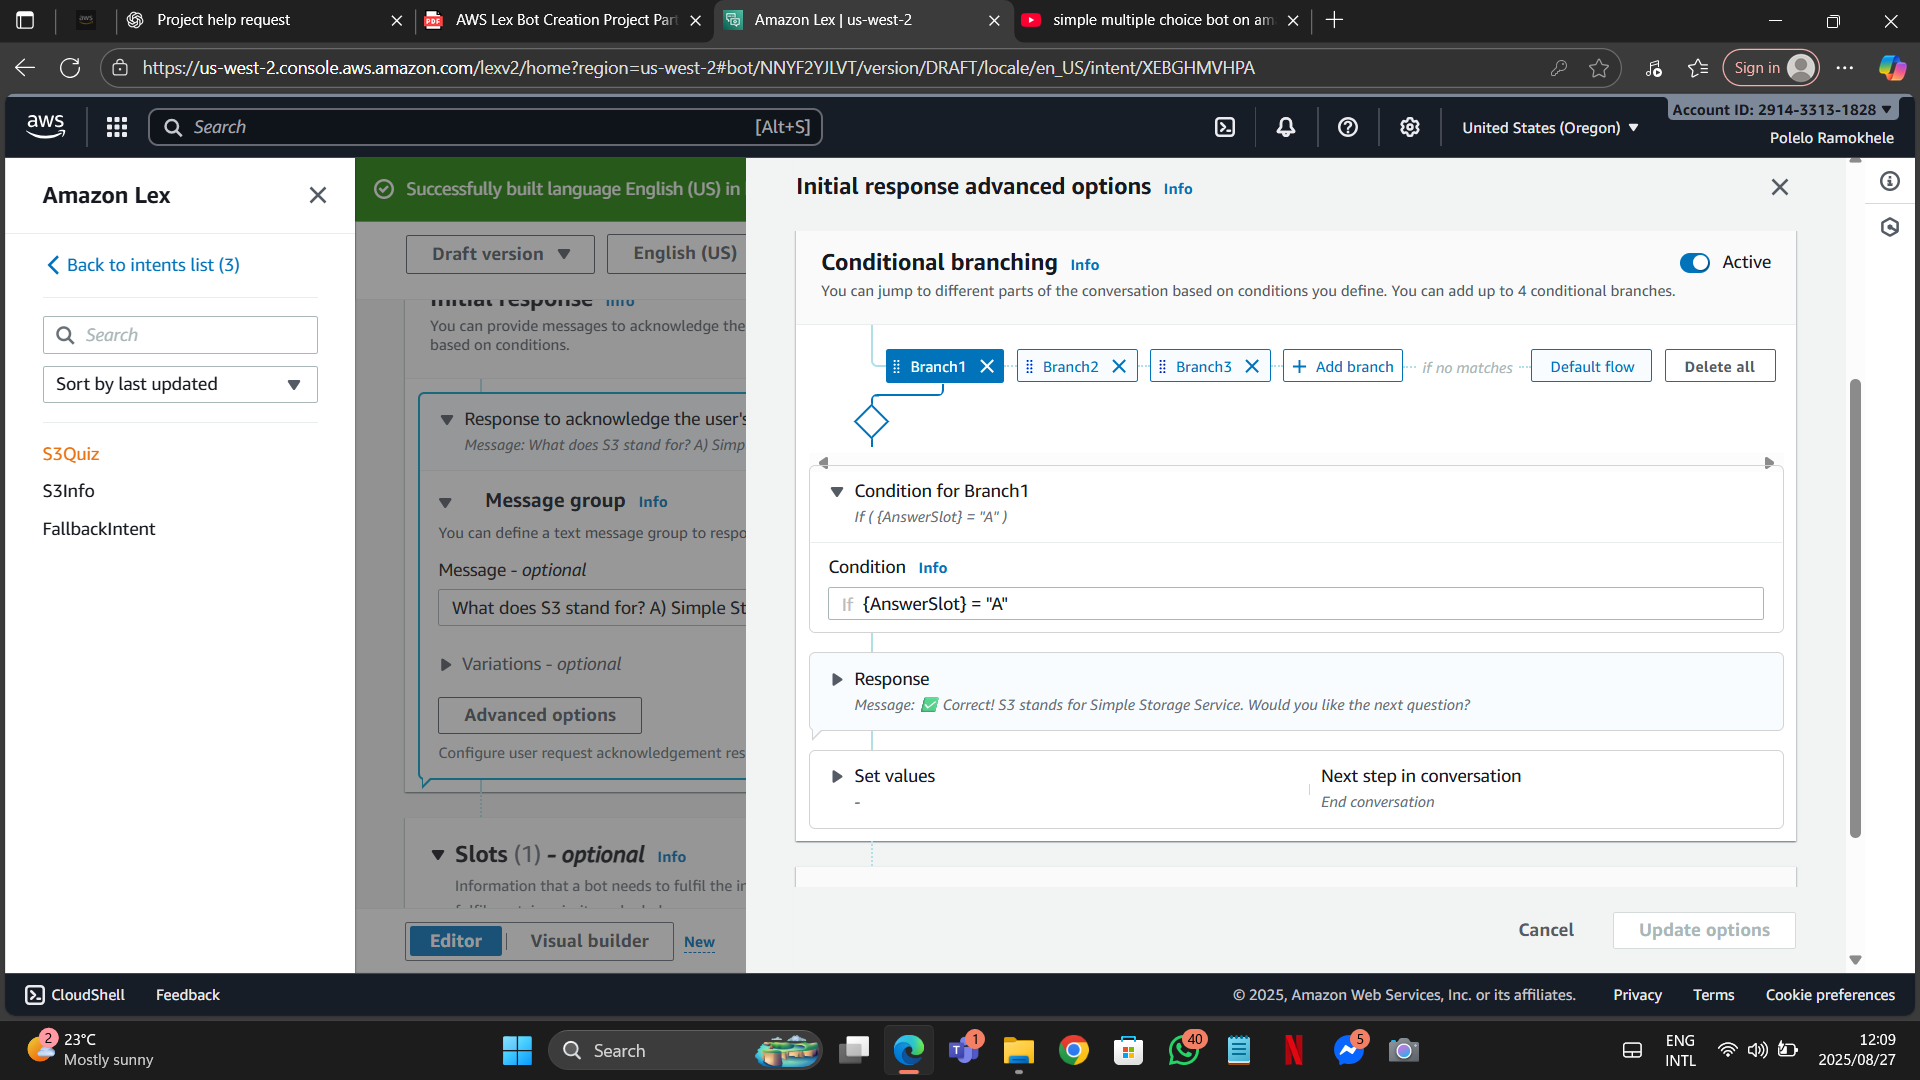 Project help request
AWS Lex Bot Creation Project Part
Amazon Lex | us-west-2
simple multiple choice bot on am
https://us-west-2.console.aws.amazon.com/lexv2/home?region=us-west-2#bot/NNYF2YJLVT/version/DRAFT/locale/en_US/intent/XEBGHMVHPA
Sign in
aws
Search
[Alt+S]
United States (Oregon)
Account ID: 2914-3313-1828
Polelo Ramokhele
Amazon Lex
Back to intents list (3)
Search
Sort by last updated
S3Quiz
S3Info
FallbackIntent
Successfully built language English (US) in
Draft version
English (US)
Initial response Info
You can provide messages to acknowledge the
based on conditions.
Response to acknowledge the user's
Message: What does S3 stand for? A) Simp
Message group Info
You can define a text message group to respo
Message - optional
What does S3 stand for? A) Simple St
Variations - optional
Advanced options
Configure user request acknowledgement res
Slots (1) - optional Info
Information that a bot needs to fulfil the in
Editor
Visual builder
New
Initial response advanced options Info
Conditional branching Info
Active
You can jump to different parts of the conversation based on conditions you define. You can add up to 4 conditional branches.
Branch1
Branch2
Branch3
+ Add branch
if no matches
Default flow
Delete all
Condition for Branch1
If ( {AnswerSlot} = "A" )
Condition Info
If {AnswerSlot} = "A"
Response
Message: ✅ Correct! S3 stands for Simple Storage Service. Would you like the next question?
Set values
-
Next step in conversation
End conversation
Cancel
Update options
CloudShell
Feedback
© 2025, Amazon Web Services, Inc. or its affiliates.
Privacy
Terms
Cookie preferences
2
23°C
Mostly sunny
Search
1
40
5
ENG
INTL
12:09
2025/08/27